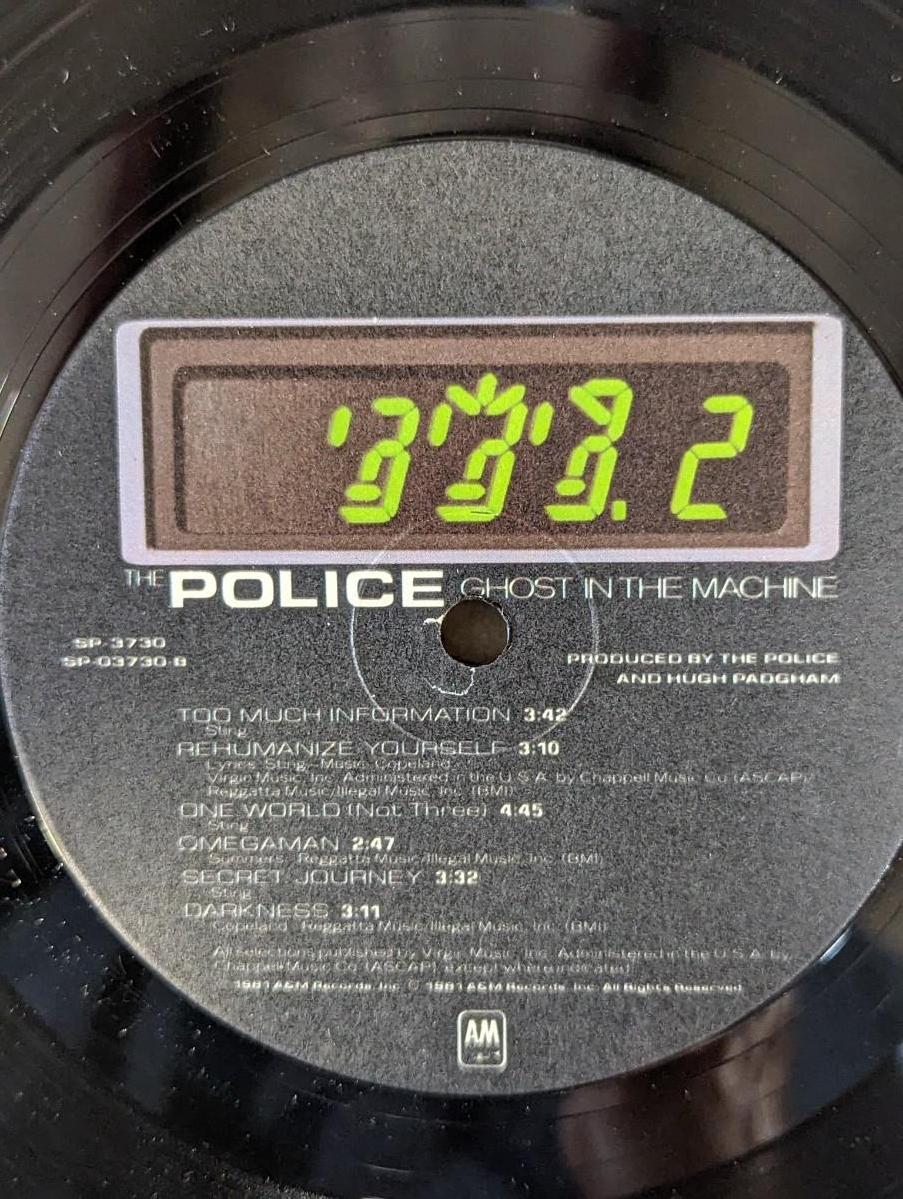 2
THE POLICE GHOST IN THE MACHINE
SP-3730
SP-03730-B
PRODUCED BY THE POLICE
AND HUGH PADGHAM
TOO MUCH INFORMATION 3:42
Sting
REHUMANIZE YOURSELF 3:10
Lyrics: Sting-Music: Copeland
Virgin Music, Inc. Administered in the U.S.A. by Chappell Music Co (ASCAP)/
Reggatta Music/Illegal Music, Inc. (BMI)
ONE WORLD (Not Three) 4:45
Sting
OMEGAMAN 2:47
Summers Reggatta Music/Illegal Music, Inc. (BMI)
SECRET JOURNEY 3:32
Sting
DARKNESS 3:11
Copeland Reggatta Music/Illegal Music, Inc. (BMI)
All selections published by Virgin Music, Inc. Administered in the U.S.A. by
Chappell Music Co (ASCAP) except where indicated
1981 A&M Records, Inc. © 1981 A&M Records, Inc. All Rights Reserved
AM